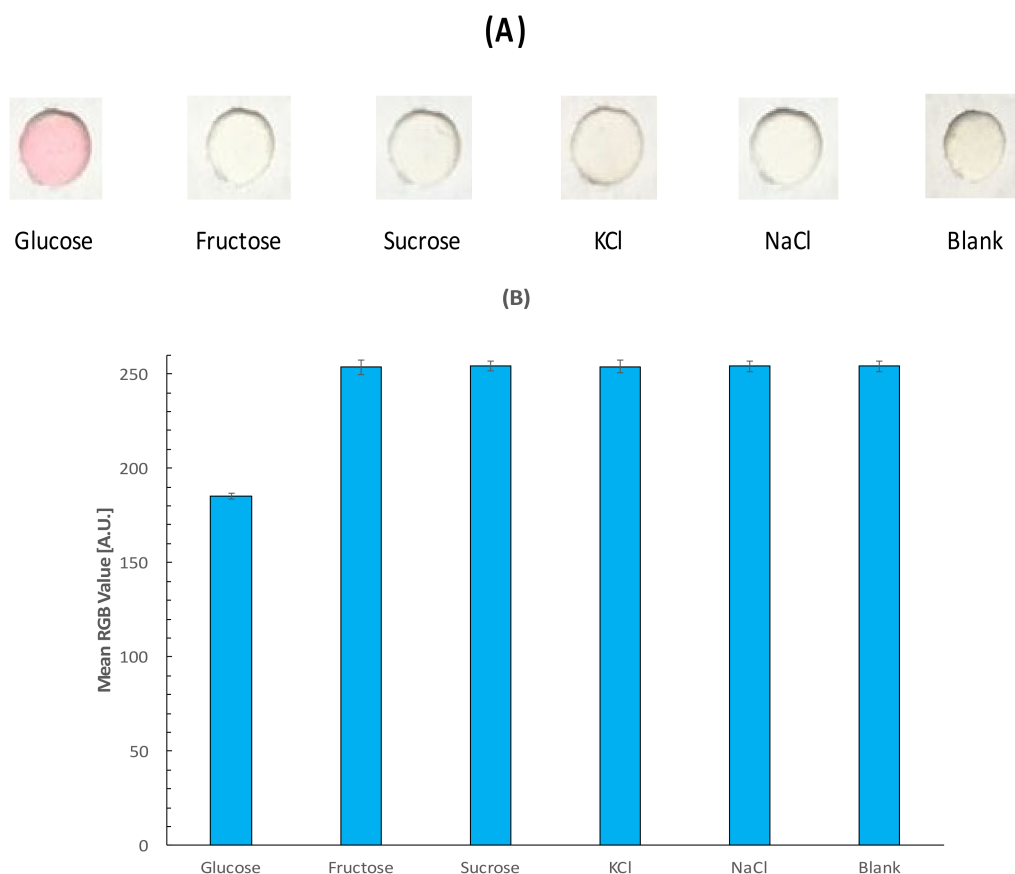 (A)
Glucose Fructose Sucrose KCl NaCl Blank
(B)
Mean RGB Value [A.U.]
250
200
150
100
50
0
Glucose Fructose Sucrose KCl NaCl Blank